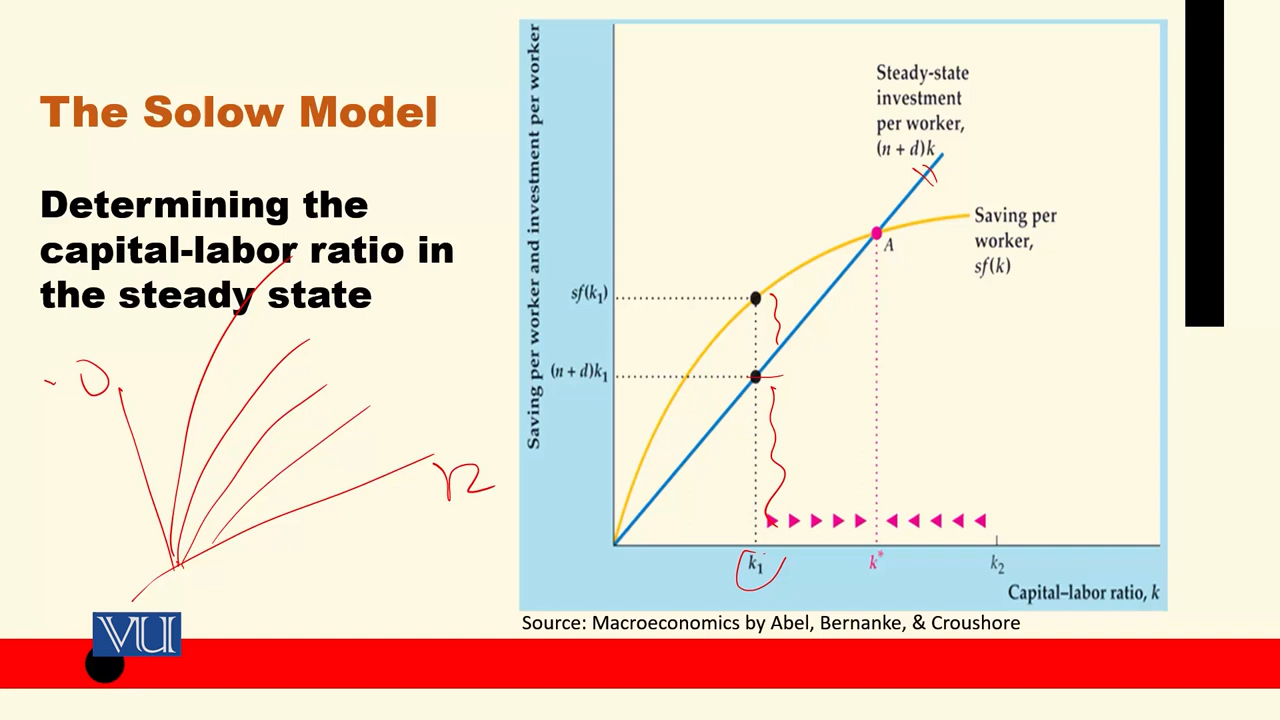 The Solow Model
Determining the
capital-labor ratio in
the steady state
VU
Saving per worker and investment per worker
Steady-state
investment
per worker,
(n + d)k
Saving per
worker,
sf(k)
A
sf(k₁)
(n + d)k₁
k₁
k*
k₂
Capital–labor ratio, k
Source: Macroeconomics by Abel, Bernanke, & Croushore